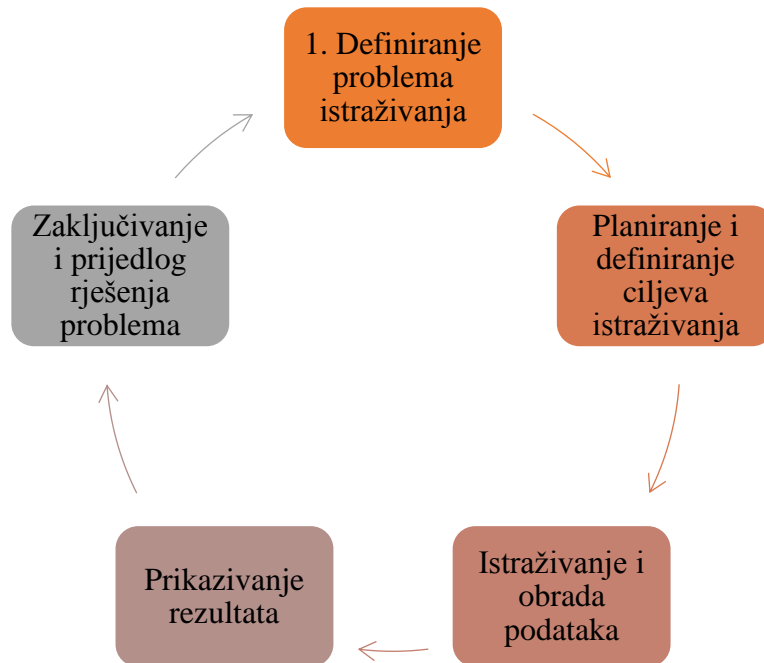 1. Definiranje
problema
istraživanja
Planiranje i
definiranje
ciljeva
istraživanja
Istraživanje i
obrada
podataka
Prikazivanje
rezultata
Zaključivanje
i prijedlog
rješenja
problema